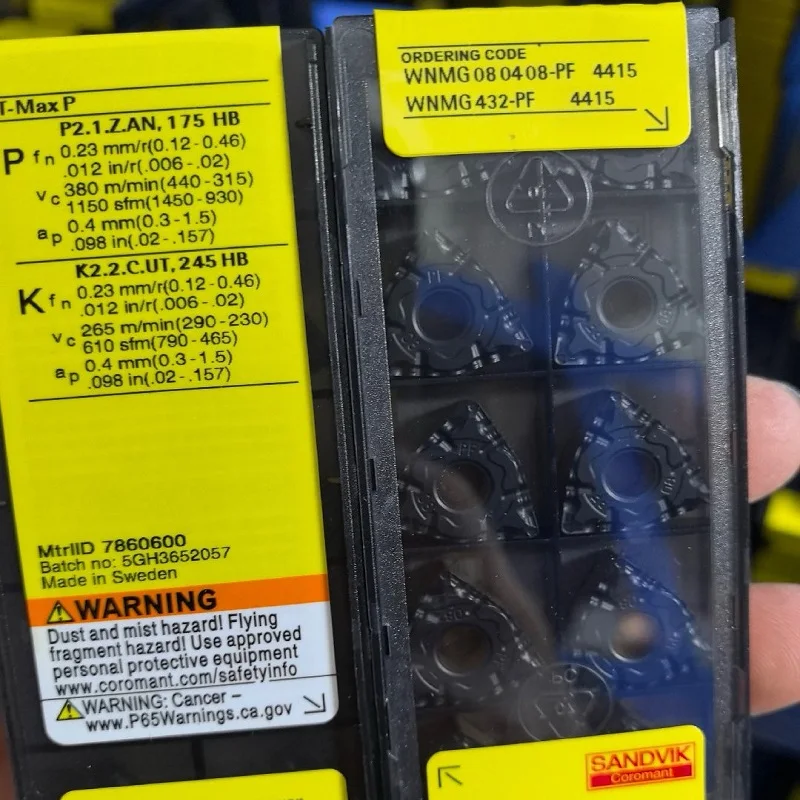 T-Max P
P2.1.Z.AN, 175 HB
P fn 0.23 mm/r(0.12-0.46)
.012 in/r(.006-.02)
vc 380 m/min(440-315)
1150 sfm(1450-930)
ap 0.4 mm(0.3-1.5)
.098 in(.02-.157)
K2.2.C.UT, 245 HB
K fn 0.23 mm/r(0.12-0.46)
.012 in/r(.006-.02)
vc 265 m/min(290-230)
610 sfm(790-465)
ap 0.4 mm(0.3-1.5)
.098 in(.02-.157)
MtrlID 7860600
Batch no: 5GH3652057
Made in Sweden
WARNING
Dust and mist hazard! Flying
fragment hazard! Use approved
personal protective equipment
www.coromant.com/safetyinfo
WARNING: Cancer –
www.P65Warnings.ca.gov
ORDERING CODE
WNMG 08 04 08-PF 4415
WNMG 432-PF 4415
PF
PF
SANDVIK
Coromant